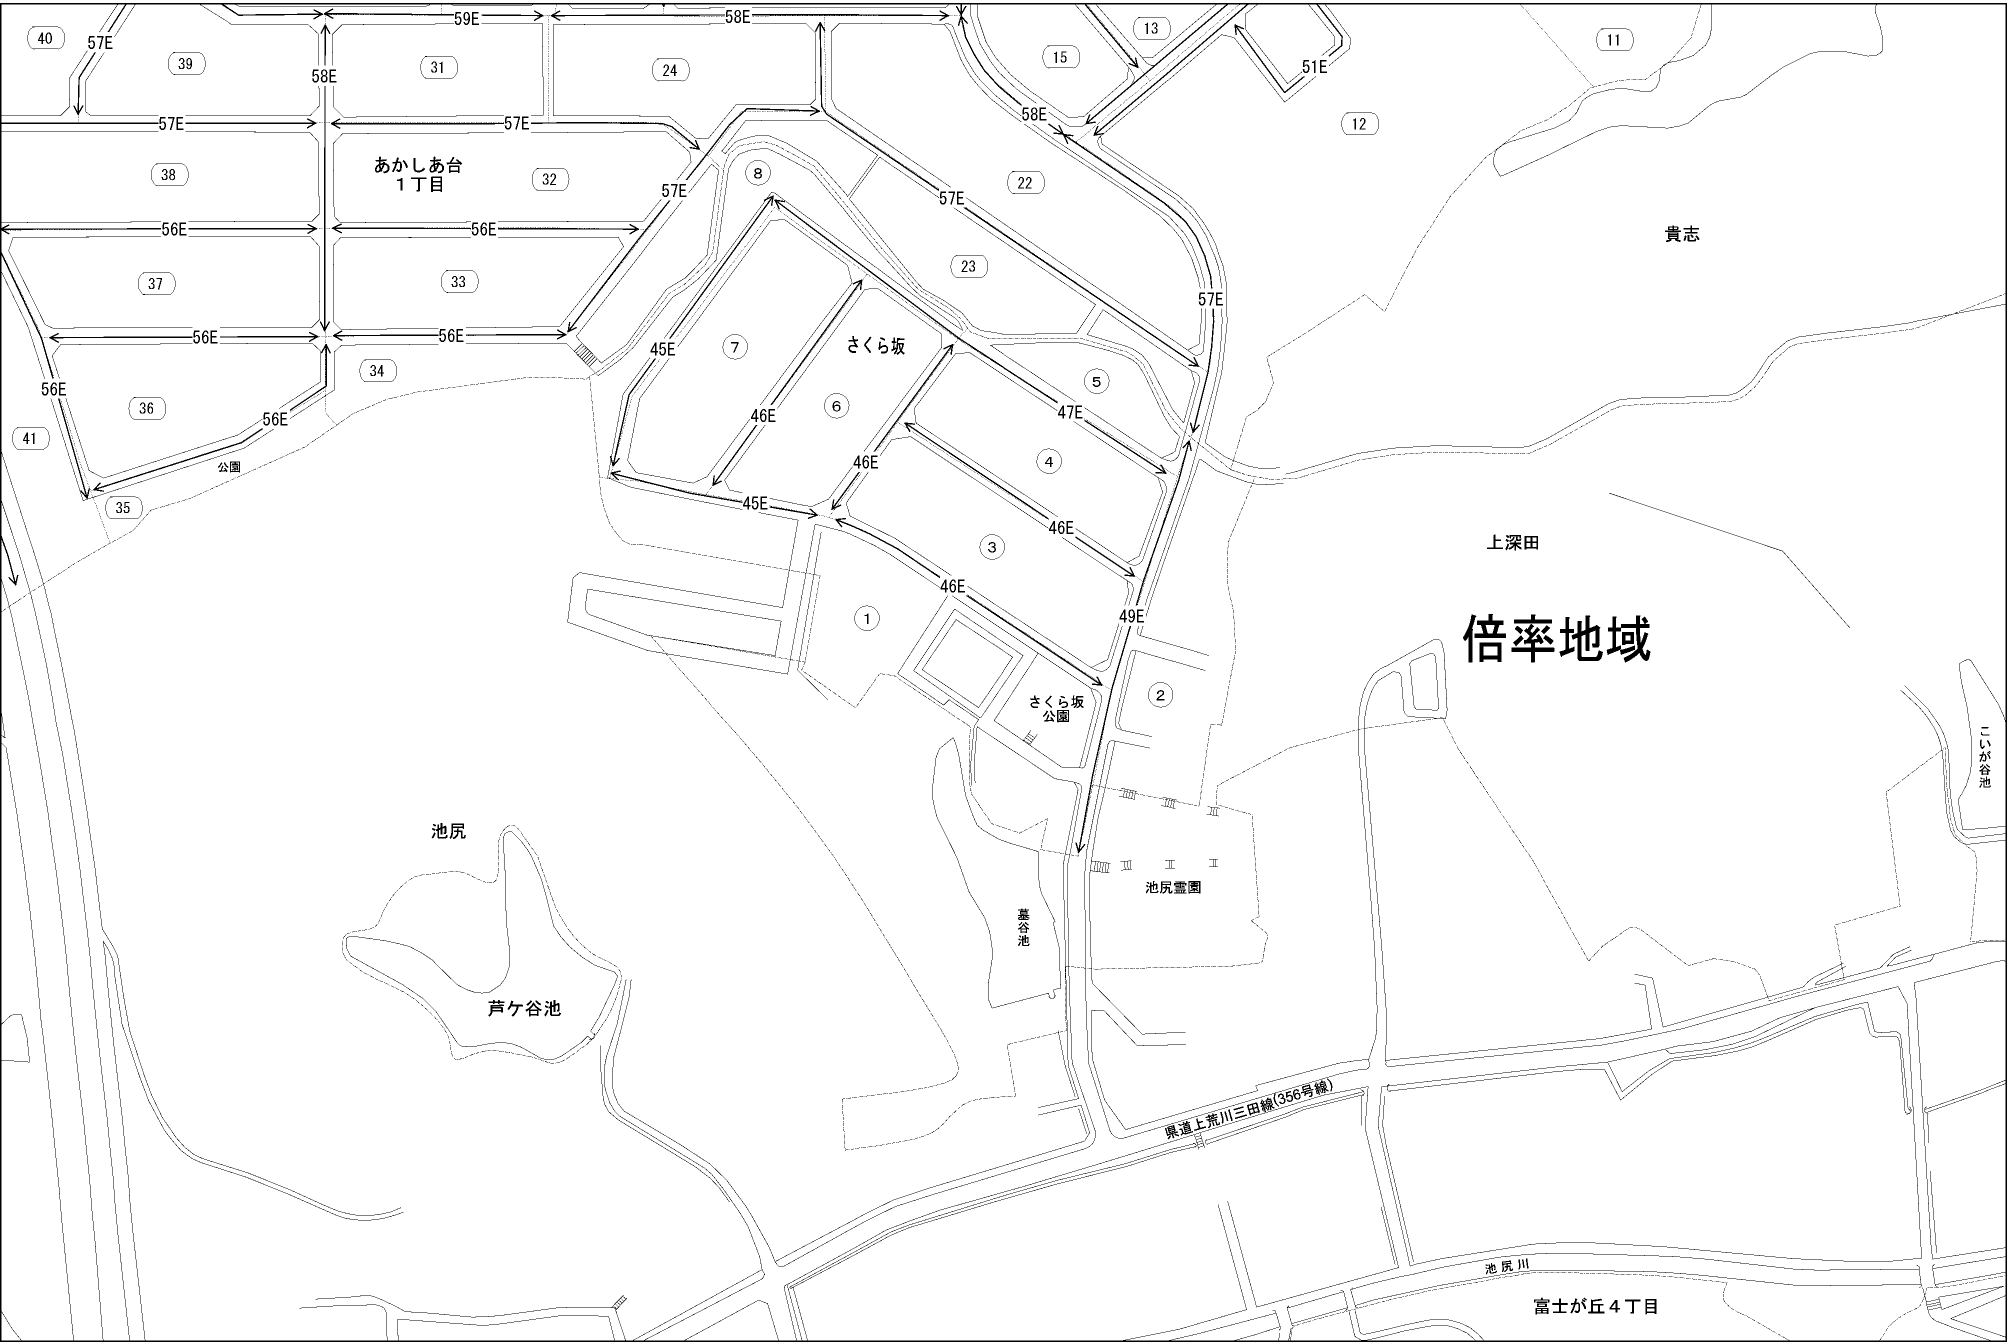 59E
58E
40
57E
39
58E
31
24
15
13
51E
11
57E
57E
58E
12
38
あかしあ台
1丁目
32
8
57E
22
57E
56E
56E
貴志
37
33
23
57E
56E
56E
45E
7
さくら坂
34
5
56E
36
56E
46E
6
47E
41
公園
46E
4
35
45E
46E
3
上深田
46E
1
49E
倍率地域
2
さくら坂
公園
こいが谷池
池尻
池尻霊園
墓谷池
芦ケ谷池
県道上荒川三田線(356号線)
池尻川
富士が丘4丁目